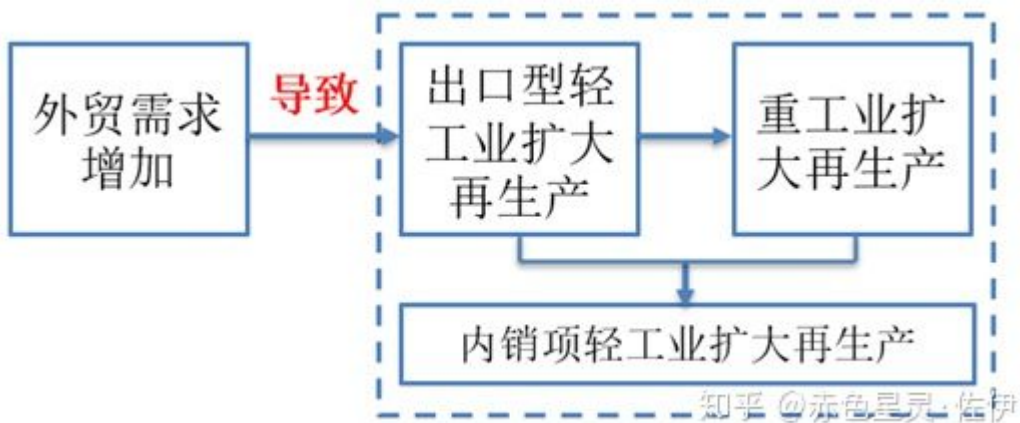 外贸需求
增加
导致
出口型轻
工业扩大
再生产
重工业扩
大再生产
内销项轻工业扩大再生产
知乎 @赤色星灵·佐伊